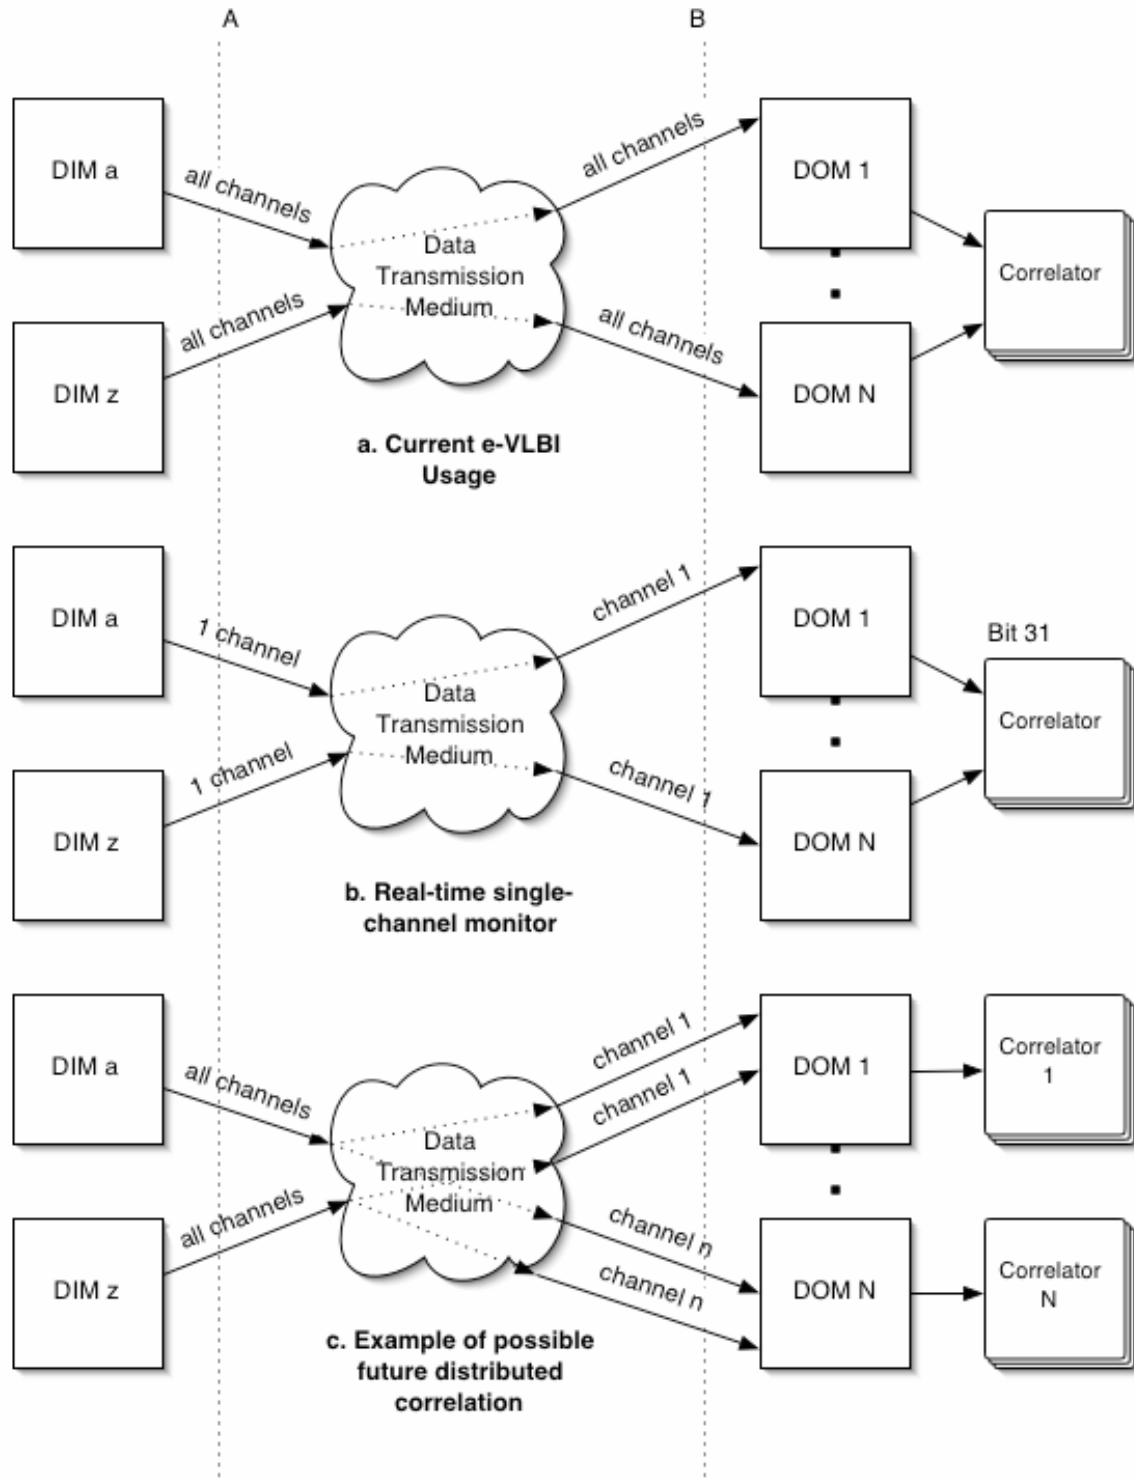 A
B
DIM a
all channels
all channels
DOM 1
Data
Transmission
Medium
Correlator
DIM z
all channels
all channels
DOM N
a. Current e-VLBI
Usage
DIM a
1 channel
channel 1
DOM 1
Bit 31
Data
Transmission
Medium
Correlator
DIM z
1 channel
channel 1
DOM N
b. Real-time single-
channel monitor
DIM a
all channels
channel 1
channel 1
DOM 1
Correlator
1
Data
Transmission
Medium
DIM z
all channels
channel n
channel n
DOM N
Correlator
N
c. Example of possible
future distributed
correlation